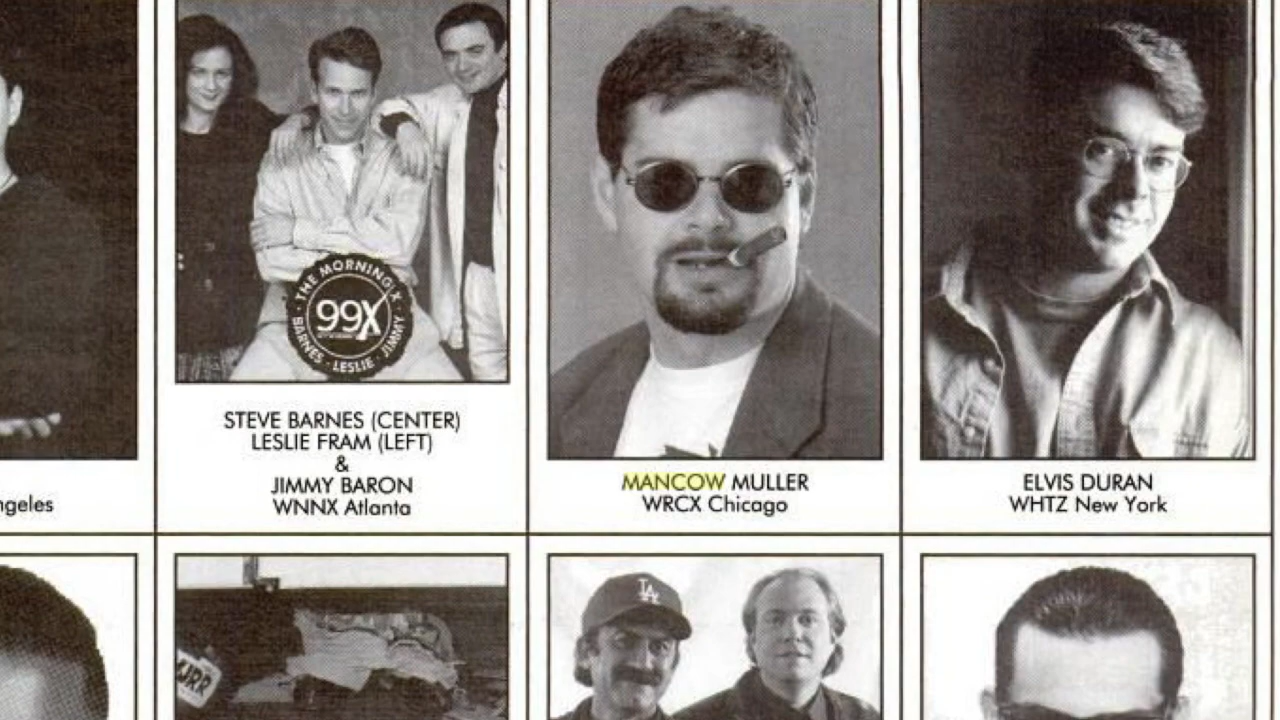 THE MORNING X
99X
BARNES · LESLIE · JIMMY
STEVE BARNES (CENTER)
LESLIE FRAM (LEFT)
&
JIMMY BARON
WNNX Atlanta
MANCOW MULLER
WRCX Chicago
ELVIS DURAN
WHTZ New York
ngeles
LA